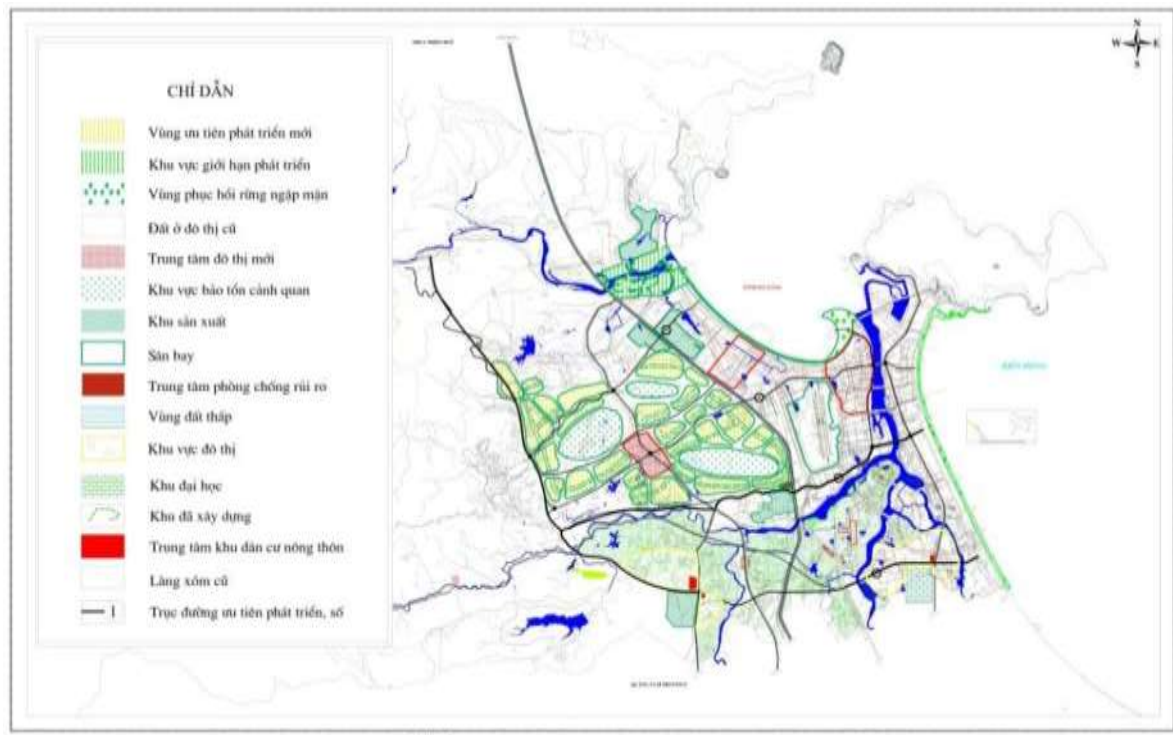 N
W E
S
CHỈ DẪN
Vùng ưu tiên phát triển mới
Khu vực giới hạn phát triển
Vùng phục hồi rừng ngập mặn
Đất ở đô thị cũ
Trung tâm đô thị mới
Khu vực bảo tồn cảnh quan
Khu sản xuất
Sân bay
Trung tâm phòng chống rủi ro
Vùng đất thấp
Khu vực đô thị
Khu đại học
Khu đã xây dựng
Trung tâm khu dân cư nông thôn
Làng xóm cũ
1 Trục đường ưu tiên phát triển, số